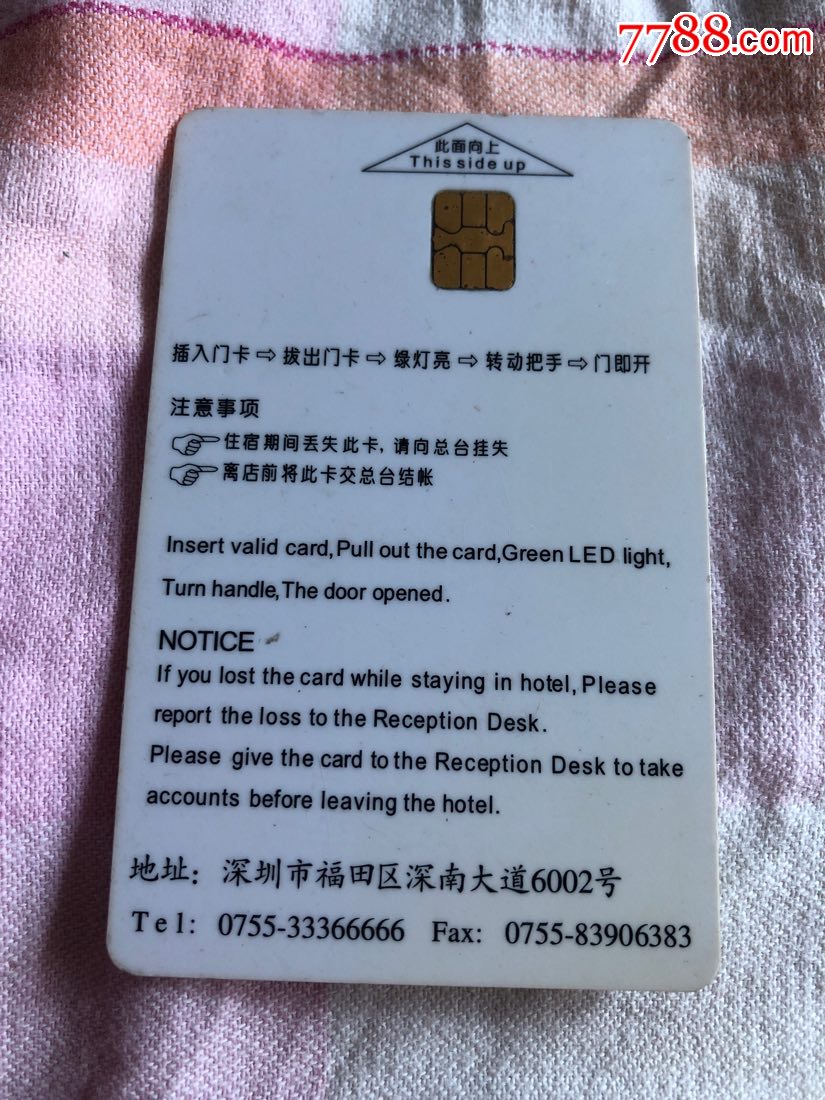 7788.com
此面向上
This side up
插入门卡⇨拔出门卡⇨绿灯亮⇨转动把手⇨门即开
注意事项
☞住宿期间丢失此卡, 请向总台挂失
☞离店前将此卡交总台结帐
Insert valid card,Pull out the card,Green LED light,
Turn handle,The door opened.
NOTICE
If you lost the card while staying in hotel, Please
report the loss to the Reception Desk.
Please give the card to the Reception Desk to take
accounts before leaving the hotel.
地址：深圳市福田区深南大道6002号
Tel: 0755-33366666 Fax: 0755-83906383